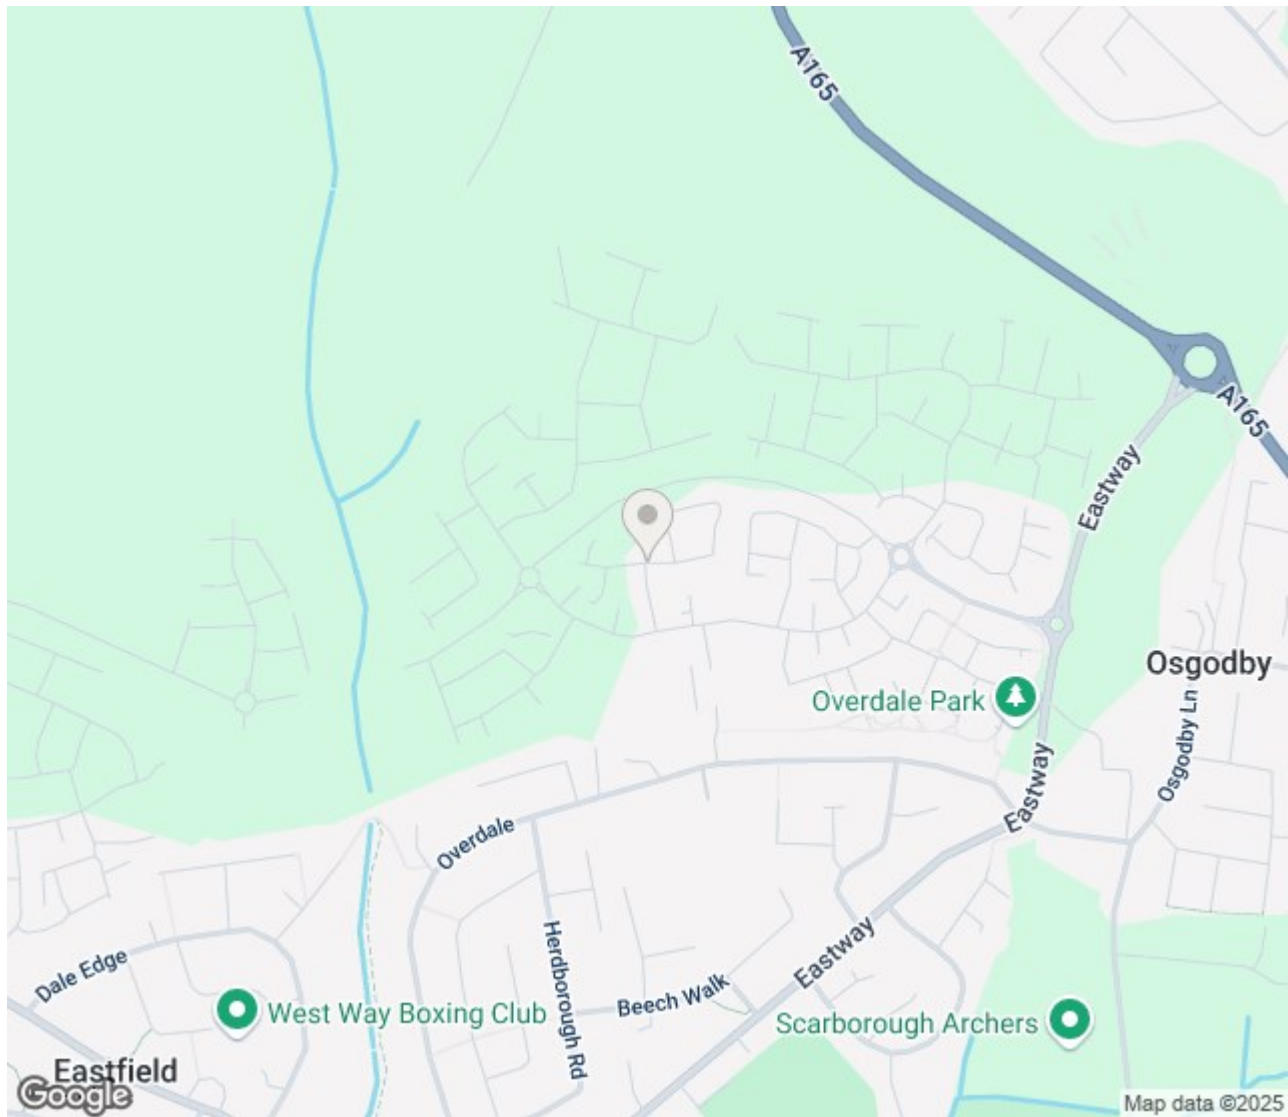 A165
A165
Eastway
Osgodby
Overdale Park
Osgodby Ln
Eastway
Overdale
Herdborough Rd
Eastway
Dale Edge
Beech Walk
West Way Boxing Club
Scarborough Archers
Eastfield
Google
Map data ©2025